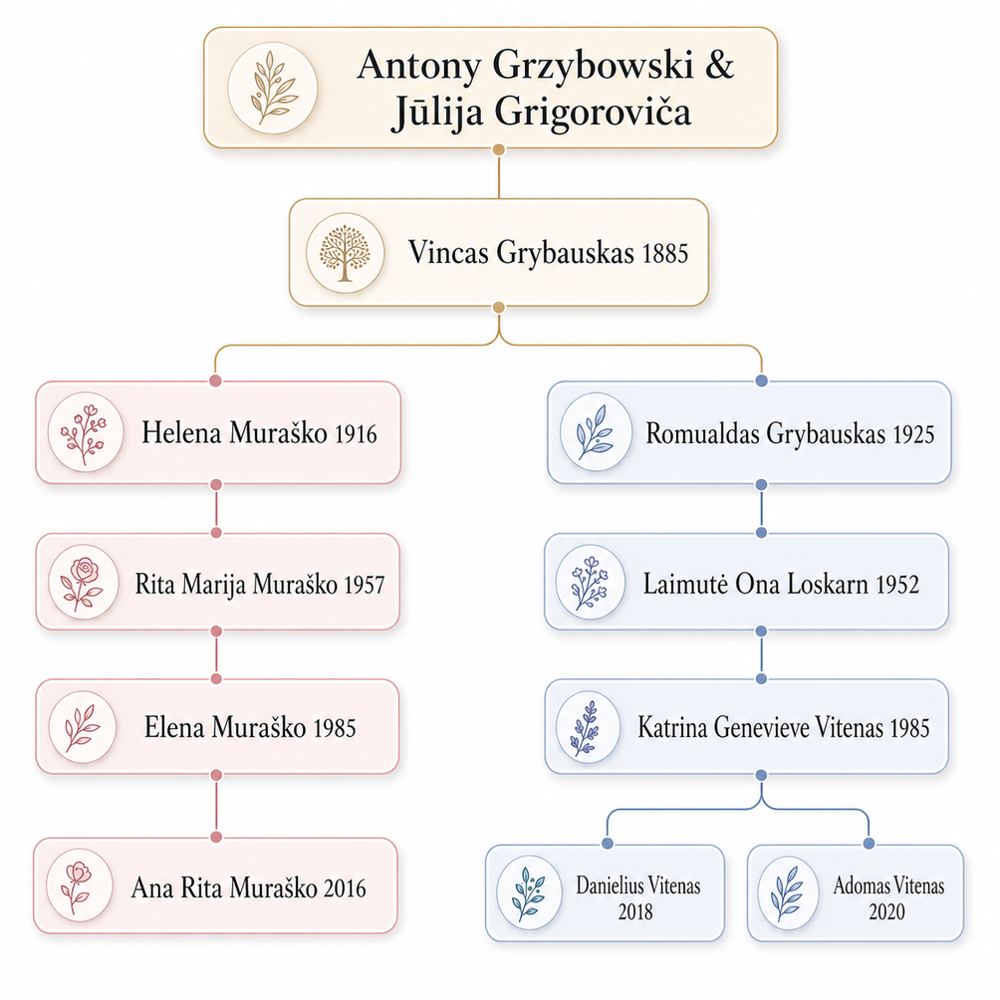 Antony Grzybowski &
Jūlija Grigoroviča
Vincas Grybauskas 1885
Helena Muraško 1916
Romualdas Grybauskas 1925
Rita Marija Muraško 1957
Laimutė Ona Loskarn 1952
Elena Muraško 1985
Katrina Genevieve Vitenas 1985
Ana Rita Muraško 2016
Danielius Vitenas
2018
Adomas Vitenas
2020